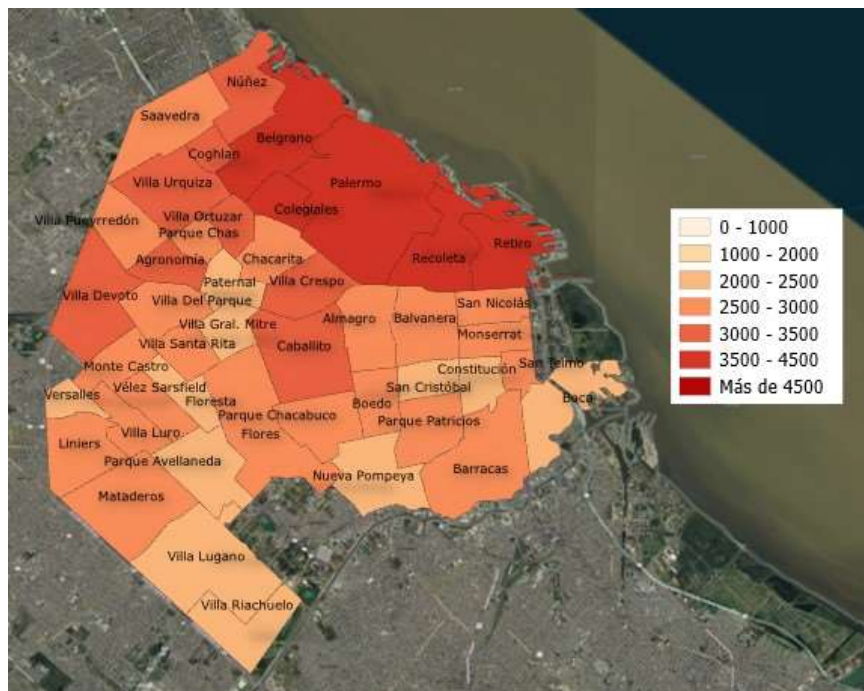 Núñez
Saavedra
Belgrano
Coghlan
Palermo
Villa Urquiza
Colegiales
Villa Pueyrredón
Villa Ortuzar
Parque Chas
Retiro
Chacarita
Agronomía
Recoleta
Paternal
Villa Crespo
Villa Devoto
Villa Del Parque
San Nicolás
Villa Gral. Mitre
Almagro
Balvanera
Monserrat
Villa Santa Rita
Caballito
Monte Castro
San Telmo
Constitución
Vélez Sarsfield
San Cristóbal
Versalles
Floresta
Boca
Boedo
Parque Chacabuco
Parque Patricios
Villa Luro
Flores
Liniers
Parque Avellaneda
Barracas
Nueva Pompeya
Mataderos
Villa Lugano
Villa Riachuelo
0 - 1000
1000 - 2000
2000 - 2500
2500 - 3000
3000 - 3500
3500 - 4500
Más de 4500